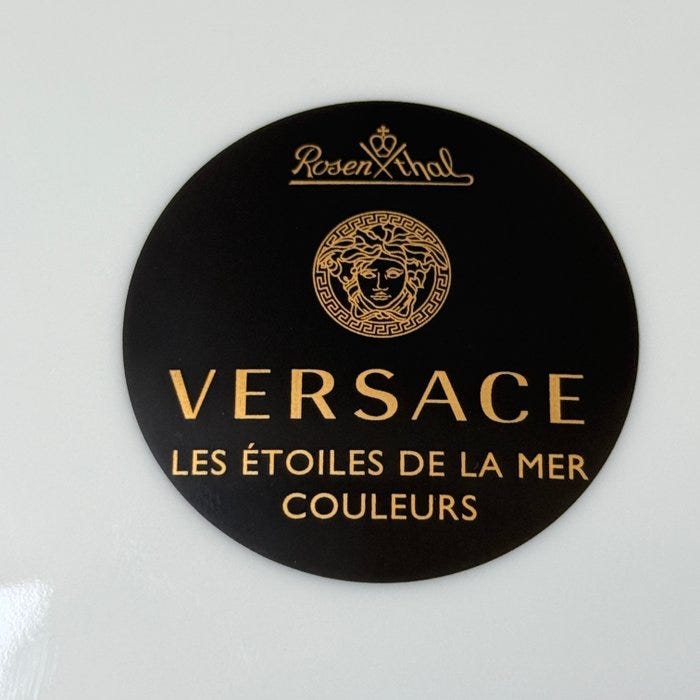 Rosenthal
VERSACE
LES ÉTOILES DE LA MER
COULEURS